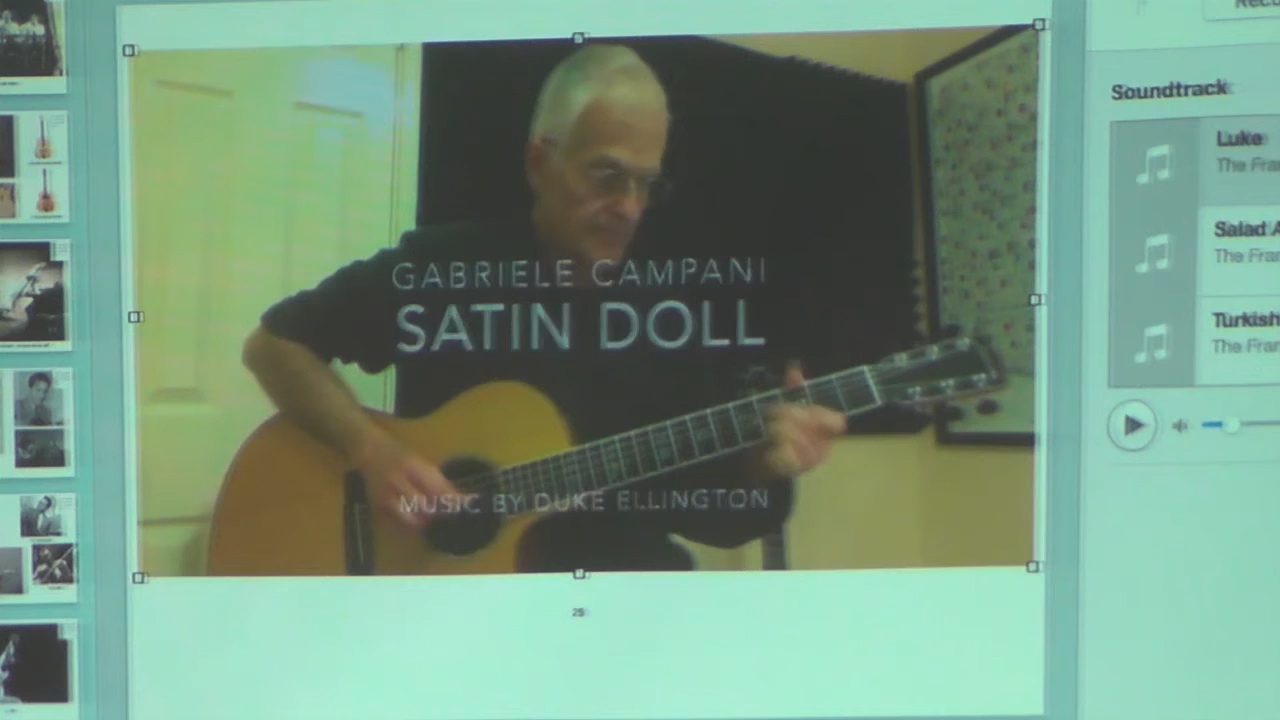 Soundtrack
Luke
The Fra
Salad A
The Fra
Turkish
The Fra
GABRIELE CAMPANI
SATIN DOLL
MUSIC BY DUKE ELLINGTON